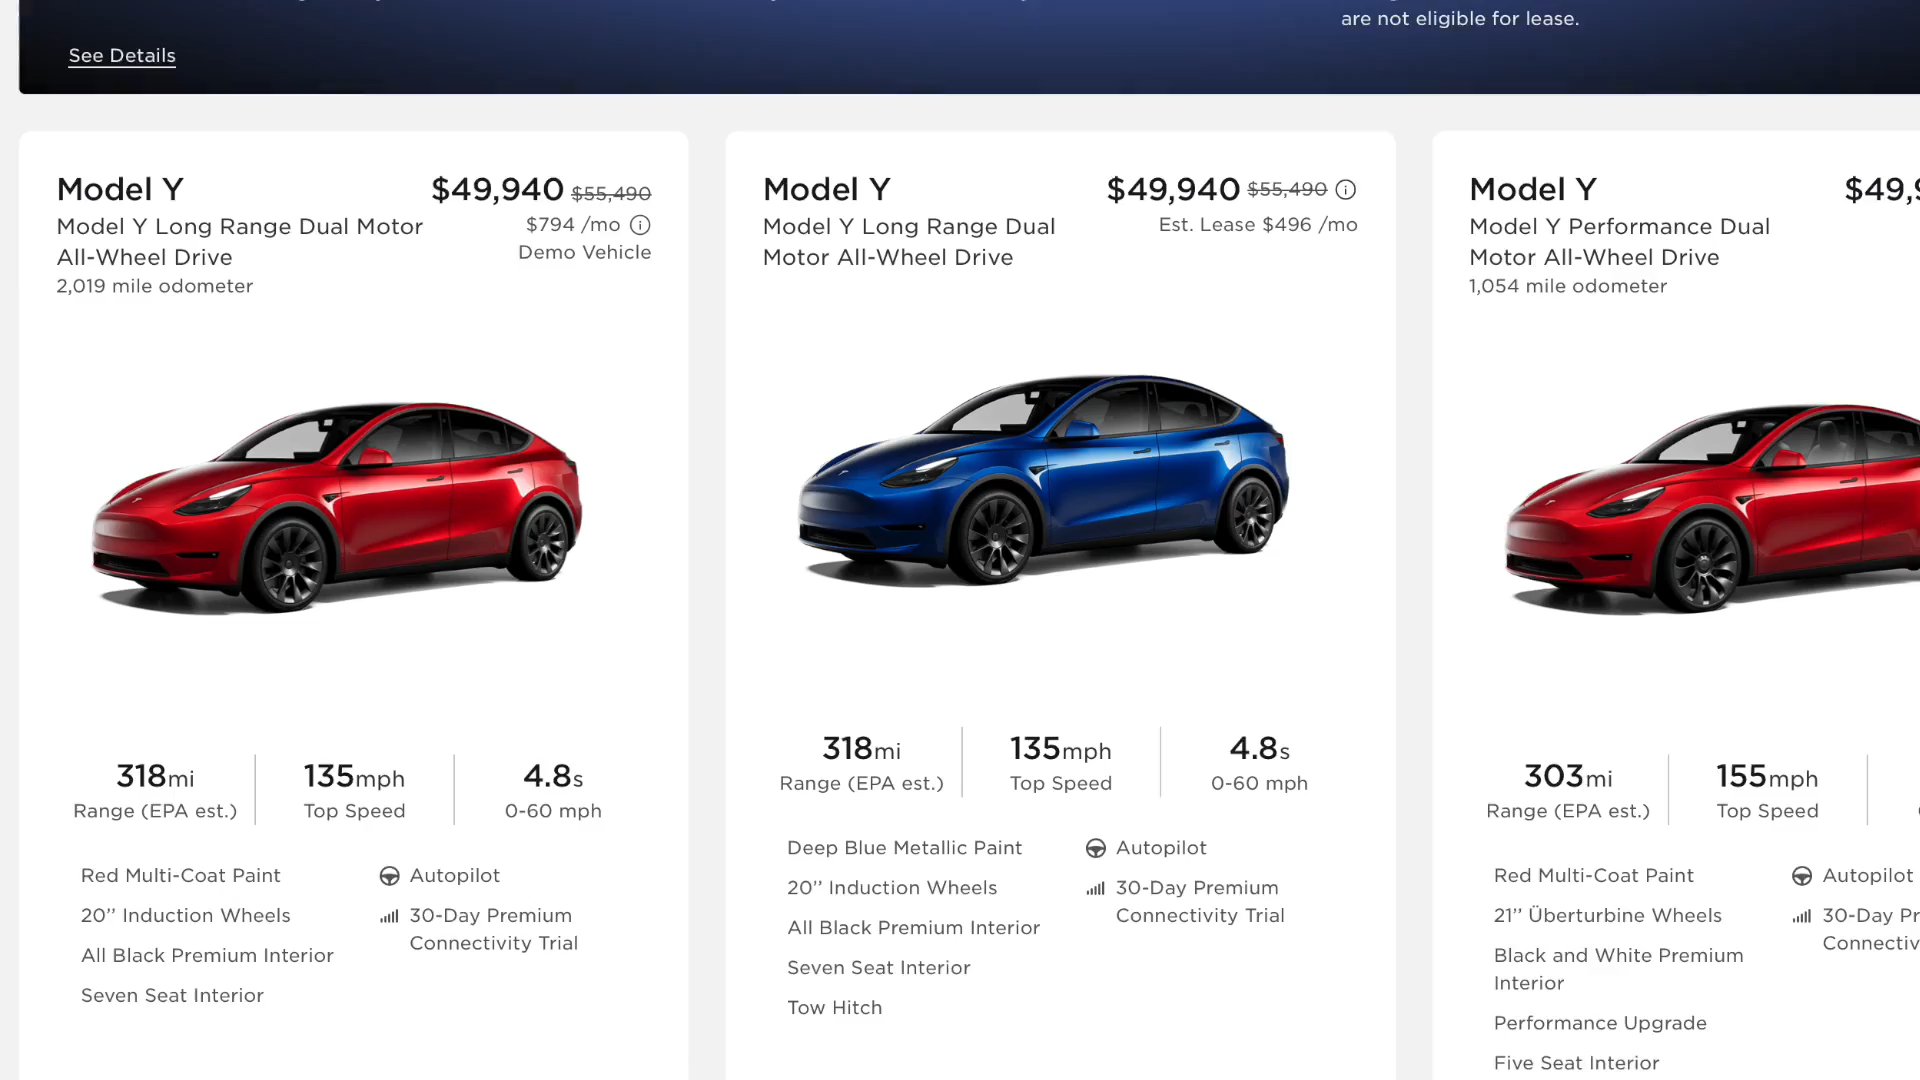 are not eligible for lease.
See Details
Model Y
$49,940 $55,490
Model Y Long Range Dual Motor
All-Wheel Drive
$794 /mo
Demo Vehicle
2,019 mile odometer
318mi
Range (EPA est.)
135mph
Top Speed
4.8s
0-60 mph
Red Multi-Coat Paint
20’’ Induction Wheels
All Black Premium Interior
Seven Seat Interior
Autopilot
30-Day Premium
Connectivity Trial
Model Y
$49,940 $55,490
Model Y Long Range Dual
Motor All-Wheel Drive
Est. Lease $496 /mo
318mi
Range (EPA est.)
135mph
Top Speed
4.8s
0-60 mph
Deep Blue Metallic Paint
20’’ Induction Wheels
All Black Premium Interior
Seven Seat Interior
Tow Hitch
Autopilot
30-Day Premium
Connectivity Trial
Model Y
Model Y Performance Dual
Motor All-Wheel Drive
1,054 mile odometer
303mi
Range (EPA est.)
155mph
Top Speed
Red Multi-Coat Paint
21’’ Überturbine Wheels
Black and White Premium
Interior
Performance Upgrade
Five Seat Interior
Autopilot
30-Day